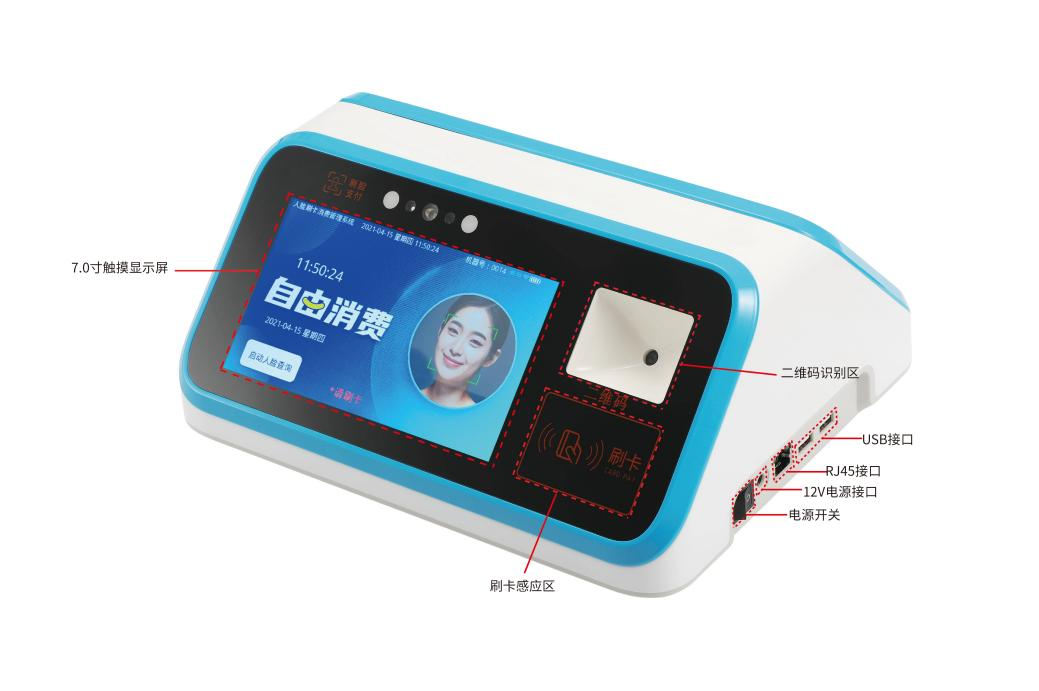 易智
支付
人脸刷卡消费管理系统
2021-04-15 星期四 11:50:24
机器号：0014
11:50:24
自由消费
2021-04-15 星期四
启动人脸查询
*请刷卡
二维码
刷卡
CARD PAY
7.0寸触摸显示屏
二维码识别区
USB接口
RJ45接口
12V电源接口
电源开关
刷卡感应区